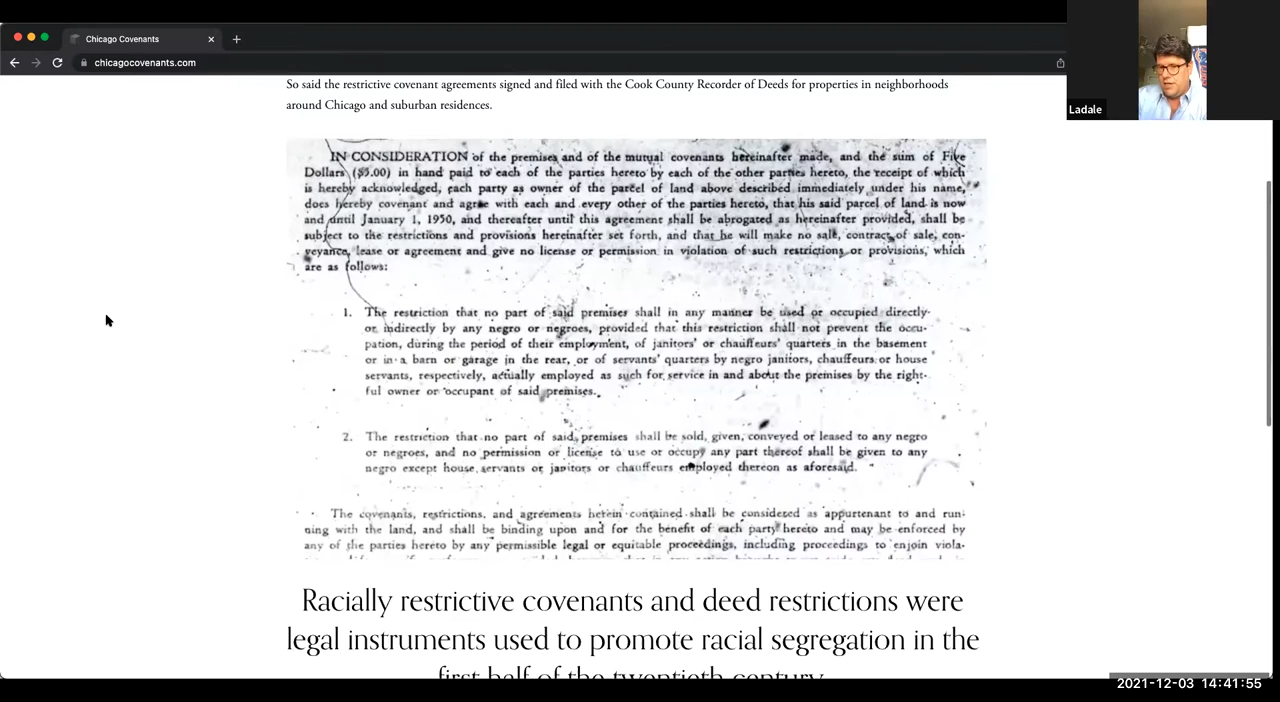 Chicago Covenants
chicagocovenants.com
Ladale
So said the restrictive covenant agreements signed and filed with the Cook County Recorder of Deeds for properties in neighborhoods
around Chicago and suburban residences.
IN CONSIDERATION of the premises and of the mutual covenants hereinafter made, and the sum of Five
Dollars ($5.00) in hand paid to each of the parties hereto by each of the other parties hereto, the receipt of which
is hereby acknowledged, each party as owner of the parcel of land above described immediately under his name,
does hereby covenant and agree with each and every other of the parties hereto, that his said parcel of land is now
and until January 1, 1950, and thereafter until this agreement shall be abrogated as hereinafter provided, shall be
subject to the restrictions and provisions hereinafter set forth, and that he will make no sale, contract of sale, con-
veyance, lease or agreement and give no license or permission in violation of such restrictions or provisions, which
are as follows:
1. The restriction that no part of said premises shall in any manner be used or occupied directly
or indirectly by any negro or negroes, provided that this restriction shall not prevent the occu-
pation, during the period of their employment, of janitors' or chauffeurs' quarters in the basement
or in a barn or garage in the rear, or of servants' quarters by negro janitors, chauffeurs or house
servants, respectively, actually employed as such for service in and about the premises by the right-
ful owner or occupant of said premises.
2. The restriction that no part of said premises shall be sold, given, conveyed or leased to any negro
or negroes, and no permission or license to use or occupy any part thereof shall be given to any
negro except house servants or janitors or chauffeurs employed thereon as aforesaid.
The covenants, restrictions, and agreements herein contained shall be considered as appurtenant to and run-
ning with the land, and shall be binding upon and for the benefit of each party hereto and may be enforced by
any of the parties hereto by any permissible legal or equitable proceedings, including proceedings to enjoin viola-
Racially restrictive covenants and deed restrictions were
legal instruments used to promote racial segregation in the
first half of the twentieth century
2021-12-03 14:41:55